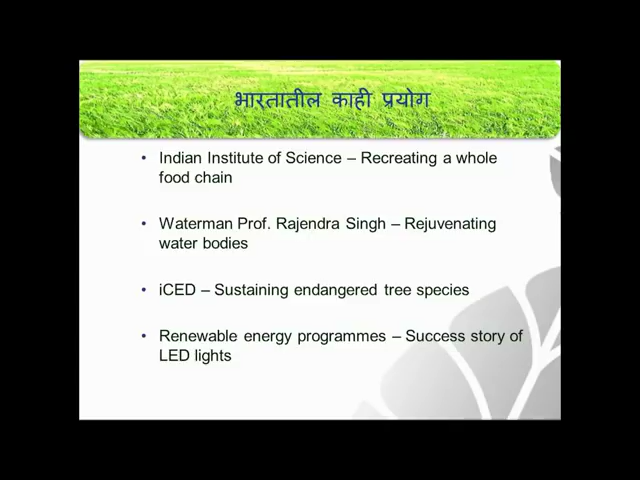 भारतातील काही प्रयोग
• Indian Institute of Science – Recreating a whole
food chain
• Waterman Prof. Rajendra Singh – Rejuvenating
water bodies
• iCED – Sustaining endangered tree species
• Renewable energy programmes – Success story of
LED lights